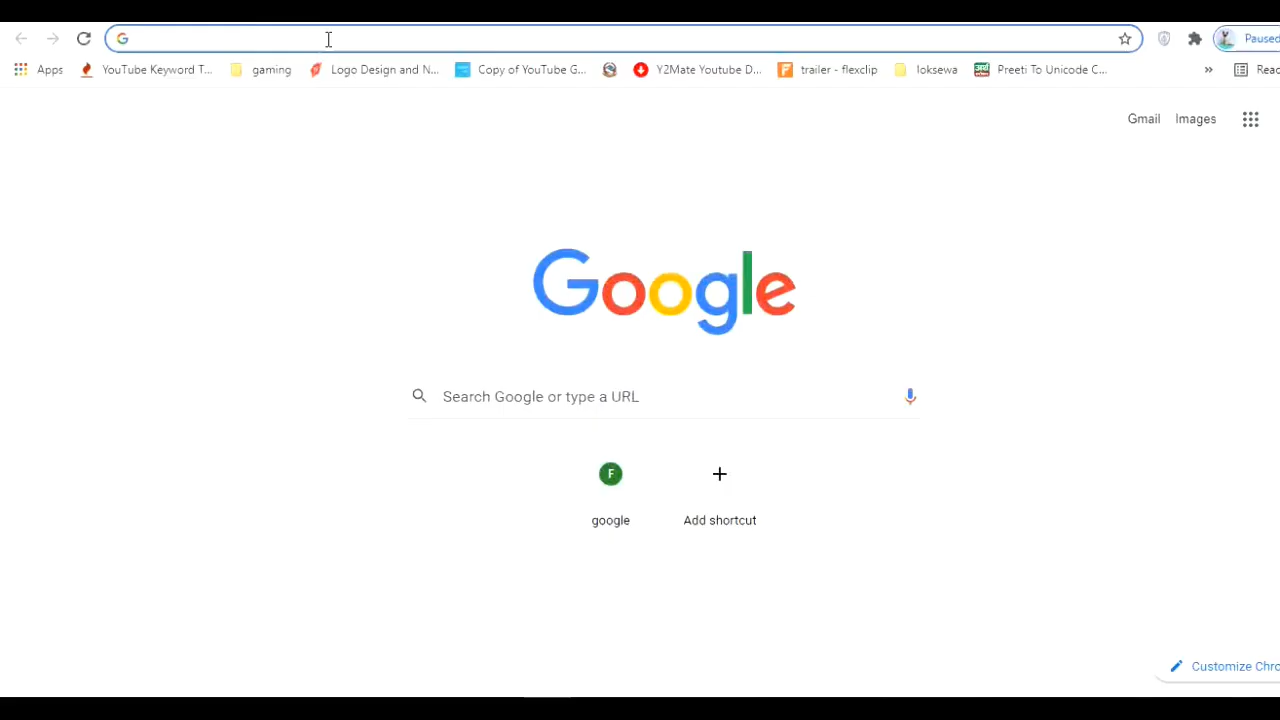 Paused
Apps YouTube Keyword T... gaming Logo Design and N... Copy of YouTube G... Y2Mate Youtube D... trailer - flexclip loksewa Preeti To Unicode C... » Reac
Gmail Images
Google
Search Google or type a URL
F
google Add shortcut
Customize Chro